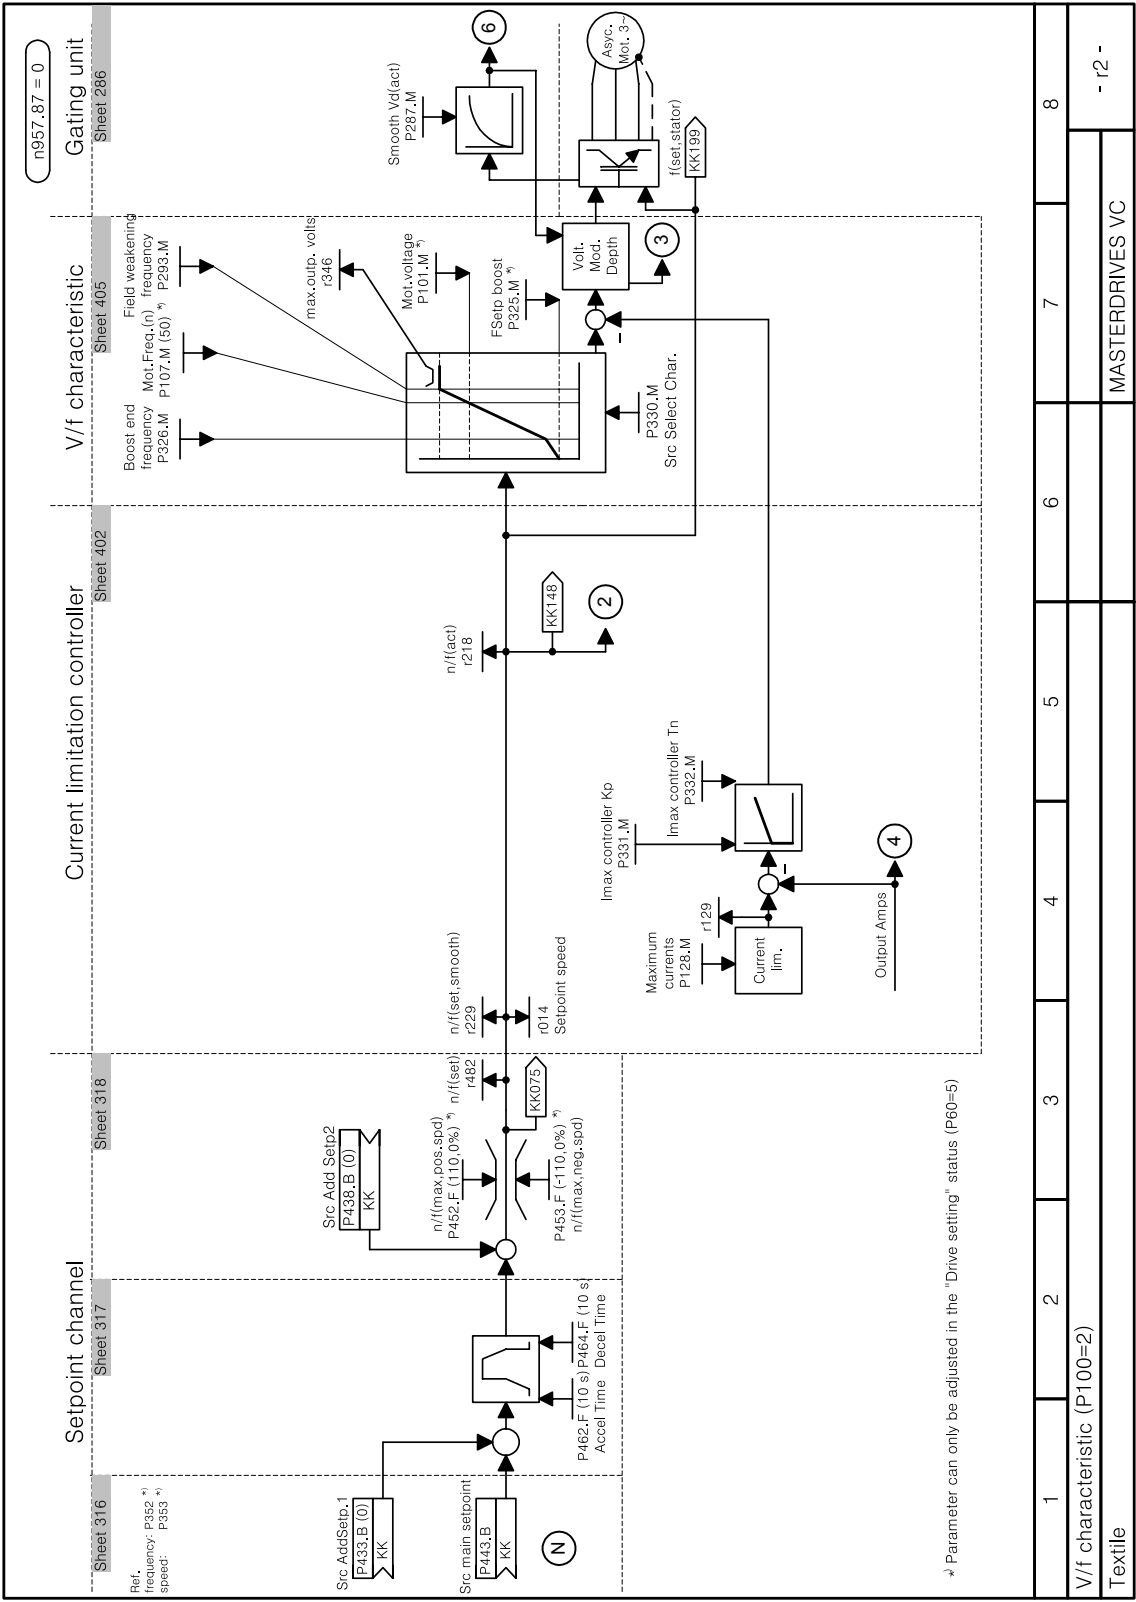 n957.87 = 0
Setpoint channel
Current limitation controller
V/f characteristic
Gating unit
Sheet 316
Sheet 317
Sheet 318
Sheet 402
Sheet 405
Sheet 286
Ref.
frequency: P352 *)
speed: P353 *)
Src AddSetp.1
P433.B (0)
KK
Src main setpoint
P443.B
KK
N
P462.F (10 s)
Accel Time
P464.F (10 s)
Decel Time
Src Add Setp2
P438.B (0)
KK
n/f(max,pos.spd)
P452.F (110,0%) *)
P453.F (-110,0%) *)
n/f(max,neg.spd)
n/f(set)
r482
KK075
n/f(set,smooth)
r229
r014
Setpoint speed
Maximum
currents
P128.M
r129
Current
lim.
Output Amps
4
Imax controller Kp
P331.M
Imax controller Tn
P332.M
-
n/f(act)
r218
KK148
2
Boost end
frequency
P326.M
Mot.Freq.(n)
P107.M (50) *)
Field weakening
frequency
P293.M
max.outp. volts
r346
Mot.voltage
P101.M *)
FSetp boost
P325.M *)
P330.M
Src Select Char.
-
Volt.
Mod.
Depth
3
Smooth Vd(act)
P287.M
6
Asyc.
Mot. 3~
f(set,stator)
KK199
*) Parameter can only be adjusted in the "Drive setting" status (P60=5)
1
2
3
4
5
6
7
8
V/f characteristic (P100=2)
Textile
MASTERDRIVES VC
- r2 -